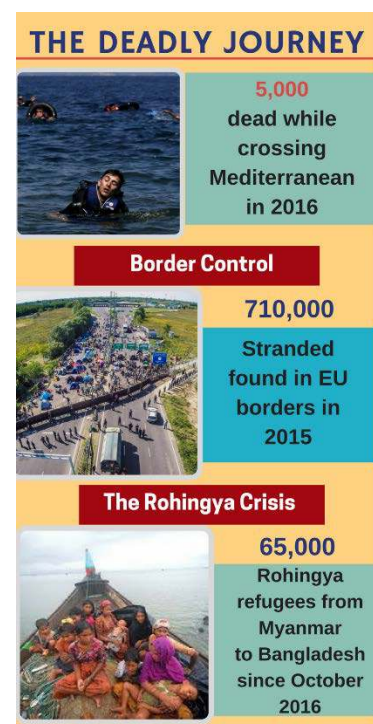 THE DEADLY JOURNEY
5,000
dead while
crossing
Mediterranean
in 2016
Border Control
710,000
Stranded
found in EU
borders in
2015
The Rohingya Crisis
65,000
Rohingya
refugees from
Myanmar
to Bangladesh
since October
2016